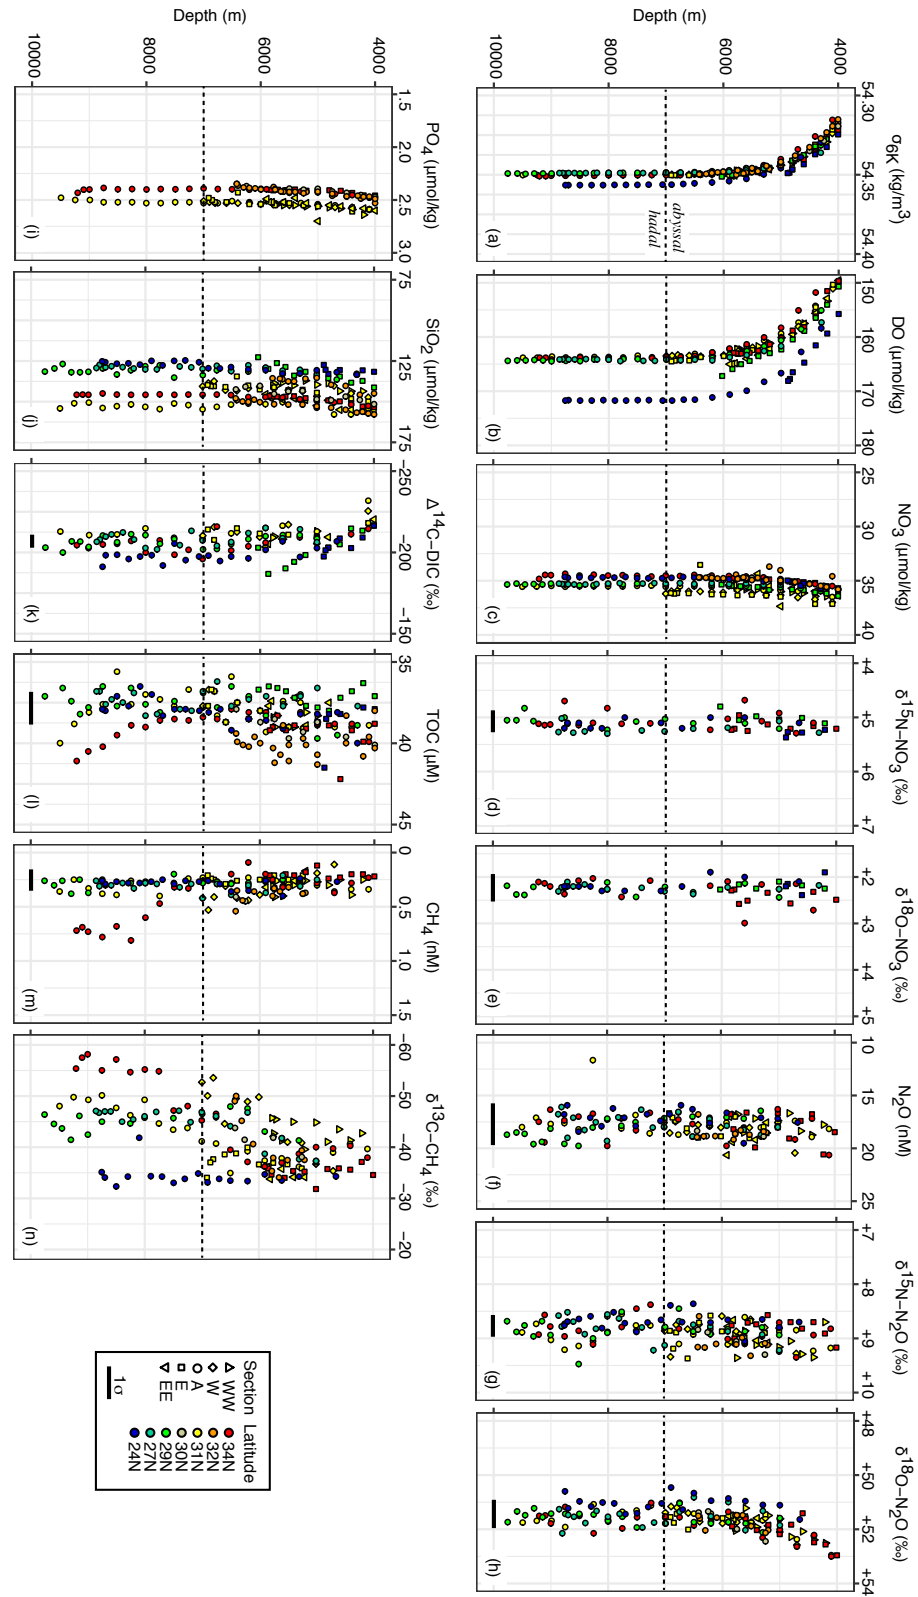 σ6K (kg/m3)
54.30
54.35
54.40
abyssal
hadal
(a)
DO (μmol/kg)
150
160
170
180
(b)
NO3 (μmol/kg)
25
30
35
40
(c)
δ15N–NO3 (‰)
+4
+5
+6
+7
(d)
δ18O–NO3 (‰)
+2
+3
+4
+5
(e)
N2O (nM)
10
15
20
25
(f)
δ15N–N2O (‰)
+7
+8
+9
+10
(g)
δ18O–N2O (‰)
+48
+50
+52
+54
(h)
Depth (m)
4000
6000
8000
10000
PO4 (μmol/kg)
1.5
2.0
2.5
3.0
(i)
SiO2 (μmol/kg)
75
125
175
(j)
Δ14C–DIC (‰)
−250
−200
−150
(k)
TOC (μM)
35
40
45
(l)
CH4 (nM)
0
0.5
1.0
1.5
(m)
δ13C–CH4 (‰)
−60
−50
−40
−30
−20
(n)
Depth (m)
4000
6000
8000
10000
Section Latitude
WW 34N
W 32N
A 31N
E 30N
EE 29N
27N
24N
1σ